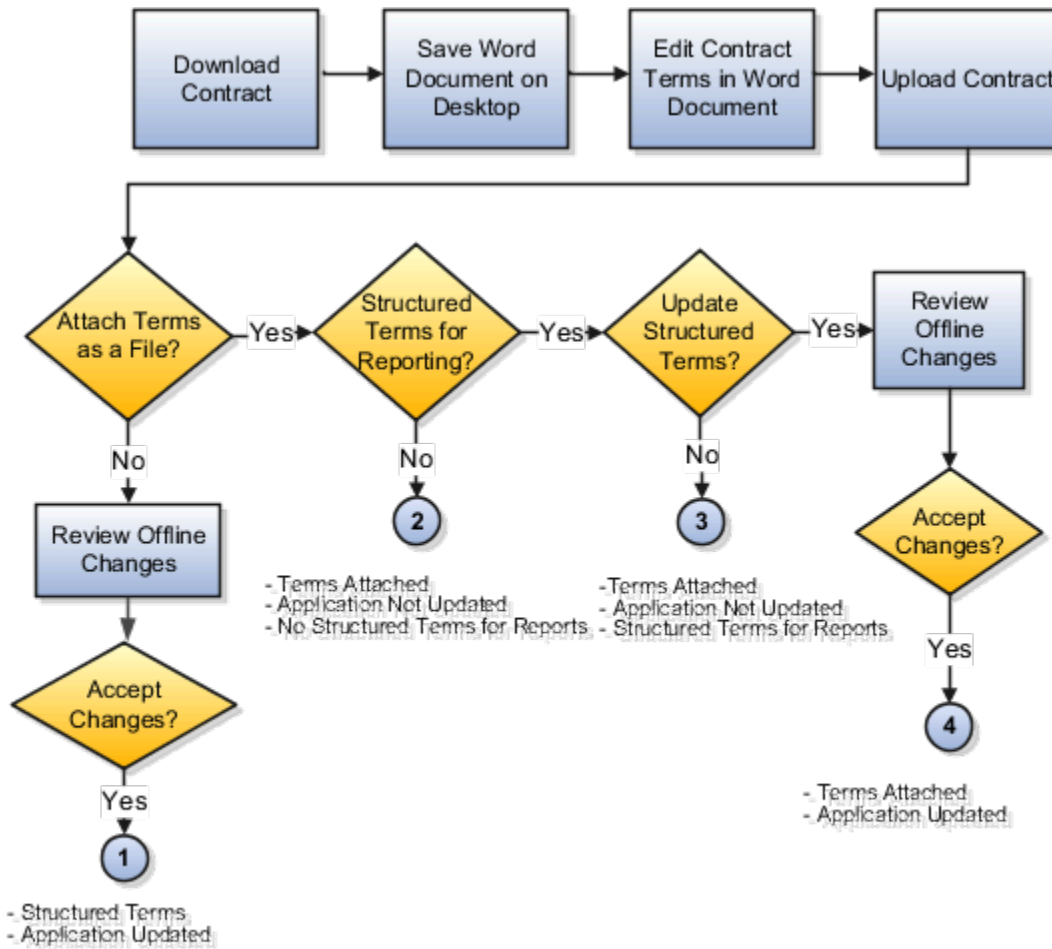 Download
Contract
Save Word
Document on
Desktop
Edit Contract
Terms in Word
Document
Upload Contract
Attach Terms
as a File?
Yes
Structured
Terms for
Reporting?
Yes
Update
Structured
Terms?
Yes
Review
Offline
Changes
No
No
No
Review Offline
Changes
2
3
Accept
Changes?
- Terms Attached
- Application Not Updated
- No Structured Terms for Reports
-Terms Attached
- Application Not Updated
- Structured Terms for Reports
Yes
Accept
Changes?
4
Yes
- Terms Attached
- Application Updated
1
- Structured Terms
- Application Updated